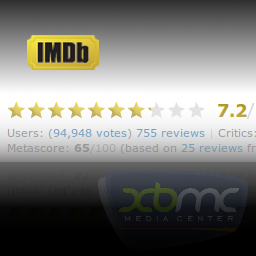 IMDb
7.2/
Users: (94,948 votes) 755 reviews | Critics:
Metascore: 65/100 (based on 25 reviews fr
xbmc
MEDIA CENTER